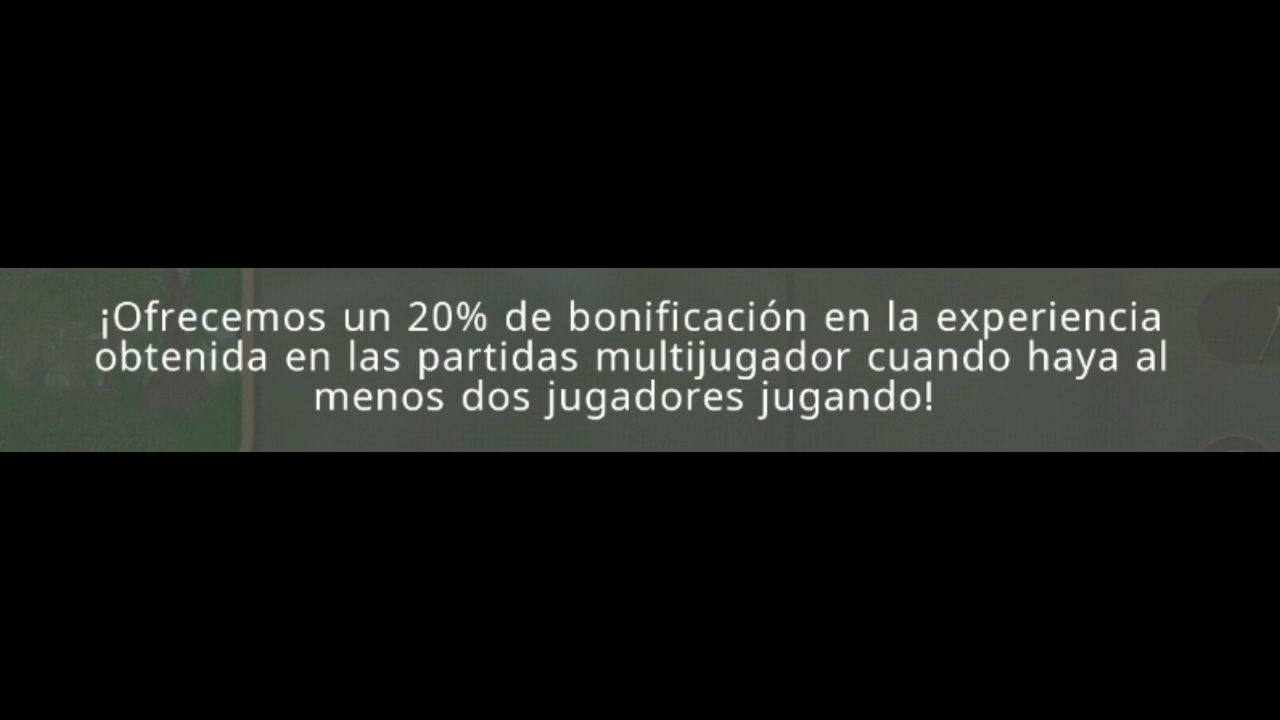 ¡Ofrecemos un 20% de bonificación en la experiencia
obtenida en las partidas multijugador cuando haya al
menos dos jugadores jugando!